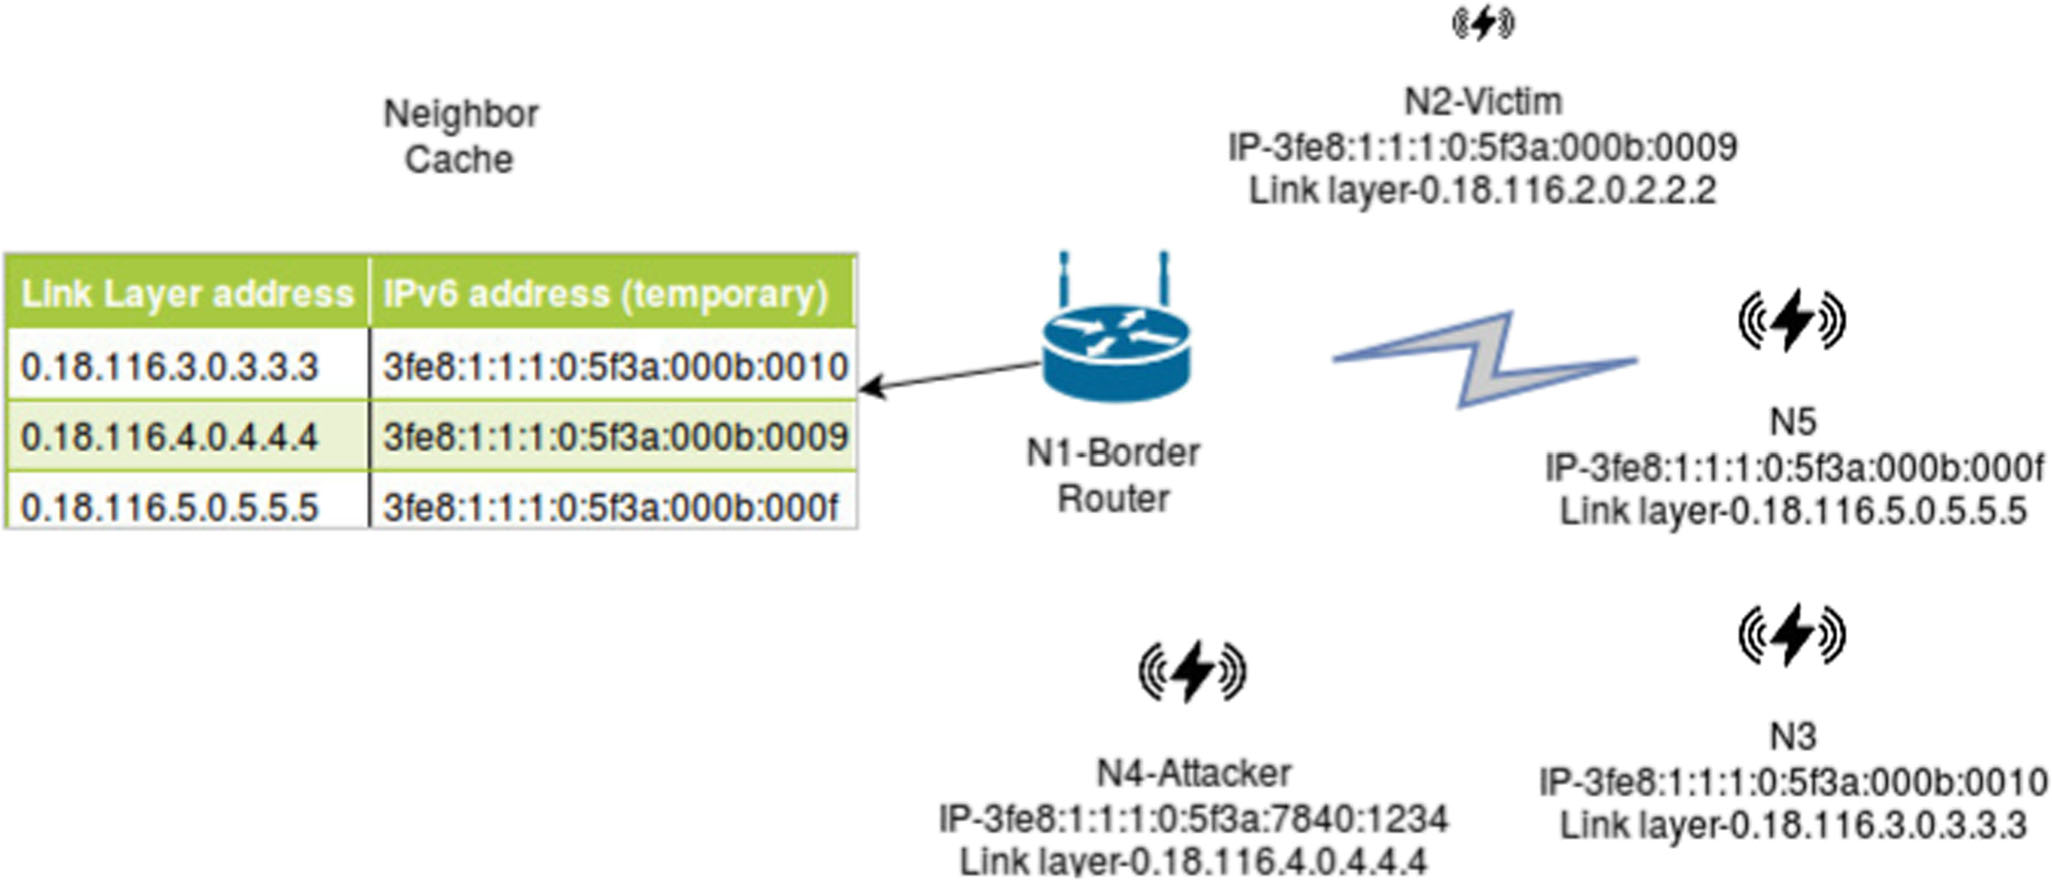 Neighbor
Cache
Link Layer address IPv6 address (temporary)
0.18.116.3.0.3.3.3 3fe8:1:1:1:0:5f3a:000b:0010
0.18.116.4.0.4.4.4 3fe8:1:1:1:0:5f3a:000b:0009
0.18.116.5.0.5.5.5 3fe8:1:1:1:0:5f3a:000b:000f
N1-Border
Router
N2-Victim
IP-3fe8:1:1:1:0:5f3a:000b:0009
Link layer-0.18.116.2.0.2.2.2
N5
IP-3fe8:1:1:1:0:5f3a:000b:000f
Link layer-0.18.116.5.0.5.5.5
N4-Attacker
IP-3fe8:1:1:1:0:5f3a:7840:1234
Link layer-0.18.116.4.0.4.4.4
N3
IP-3fe8:1:1:1:0:5f3a:000b:0010
Link layer-0.18.116.3.0.3.3.3